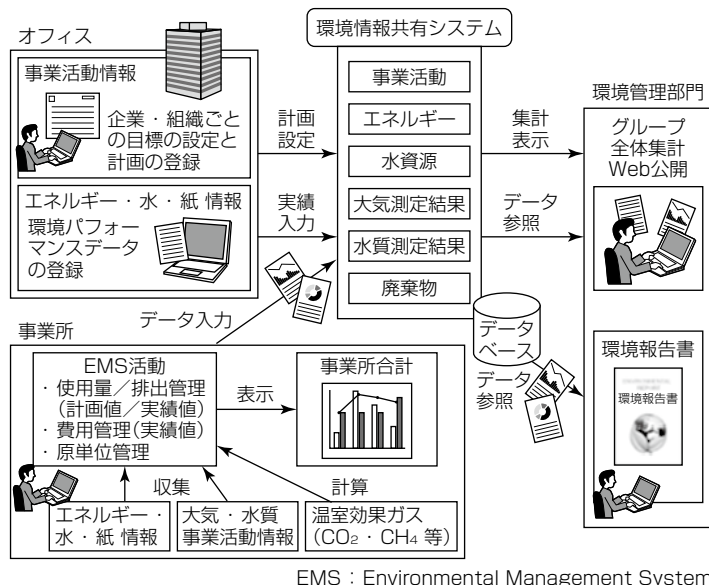 オフィス
事業活動情報
企業・組織ごと
の目標の設定と
計画の登録
エネルギー・水・紙 情報
環境パフォー
マンスデータ
の登録
計画
設定
実績
入力
データ入力
環境情報共有システム
事業活動
エネルギー
水資源
大気測定結果
水質測定結果
廃棄物
データ
ベース
集計
表示
データ
参照
データ
参照
環境管理部門
グループ
全体集計
Web公開
環境報告書
環境報告書
事業所
EMS活動
・使用量／排出管理
（計画値／実績値）
・費用管理（実績値）
・原単位管理
表示
事業所合計
収集
計算
エネルギー・
水・紙 情報
大気・水質
事業活動情報
温室効果ガス
（CO₂・CH₄ 等）
EMS：Environmental Management System